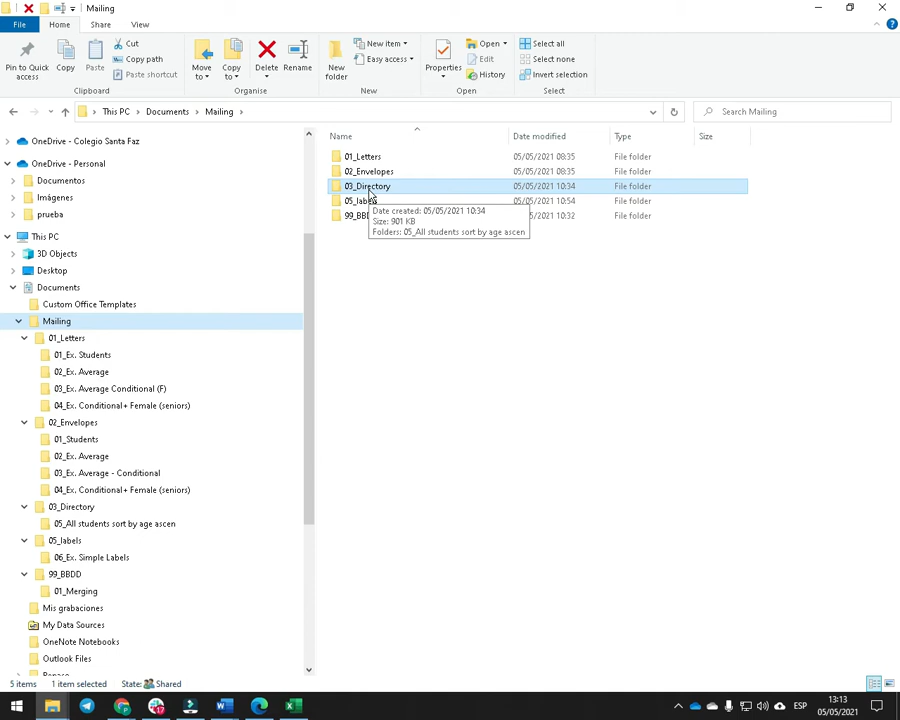 Mailing
File
Home
Share
View
Pin to Quick access
Copy
Paste
Cut
Copy path
Paste shortcut
Clipboard
Move to
Copy to
Delete
Rename
Organise
New folder
New item
Easy access
New
Properties
Open
Edit
History
Open
Select all
Select none
Invert selection
Select
This PC
Documents
Mailing
Search Mailing
OneDrive - Colegio Santa Faz
OneDrive - Personal
Documentos
Imágenes
prueba
This PC
3D Objects
Desktop
Documents
Custom Office Templates
Mailing
01_Letters
01_Ex. Students
02_Ex. Average
03_Ex. Average Conditional (F)
04_Ex. Conditional+ Female (seniors)
02_Envelopes
01_Students
02_Ex. Average
03_Ex. Average - Conditional
04_Ex. Conditional+ Female (seniors)
03_Directory
05_All students sort by age ascen
05_labels
06_Ex. Simple Labels
99_BBDD
01_Merging
Mis grabaciones
My Data Sources
OneNote Notebooks
Outlook Files
Name Date modified Type Size
01_Letters 05/05/2021 08:35 File folder
02_Envelopes 05/05/2021 08:35 File folder
03_Directory 05/05/2021 10:34 File folder
05_labels 05/05/2021 10:54 File folder
99_BBD 05/05/2021 10:32 File folder
Date created: 05/05/2021 10:34
Size: 901 KB
Folders: 05_All students sort by age ascen
5 items 1 item selected State: Shared
ESP
13:13
05/05/2021